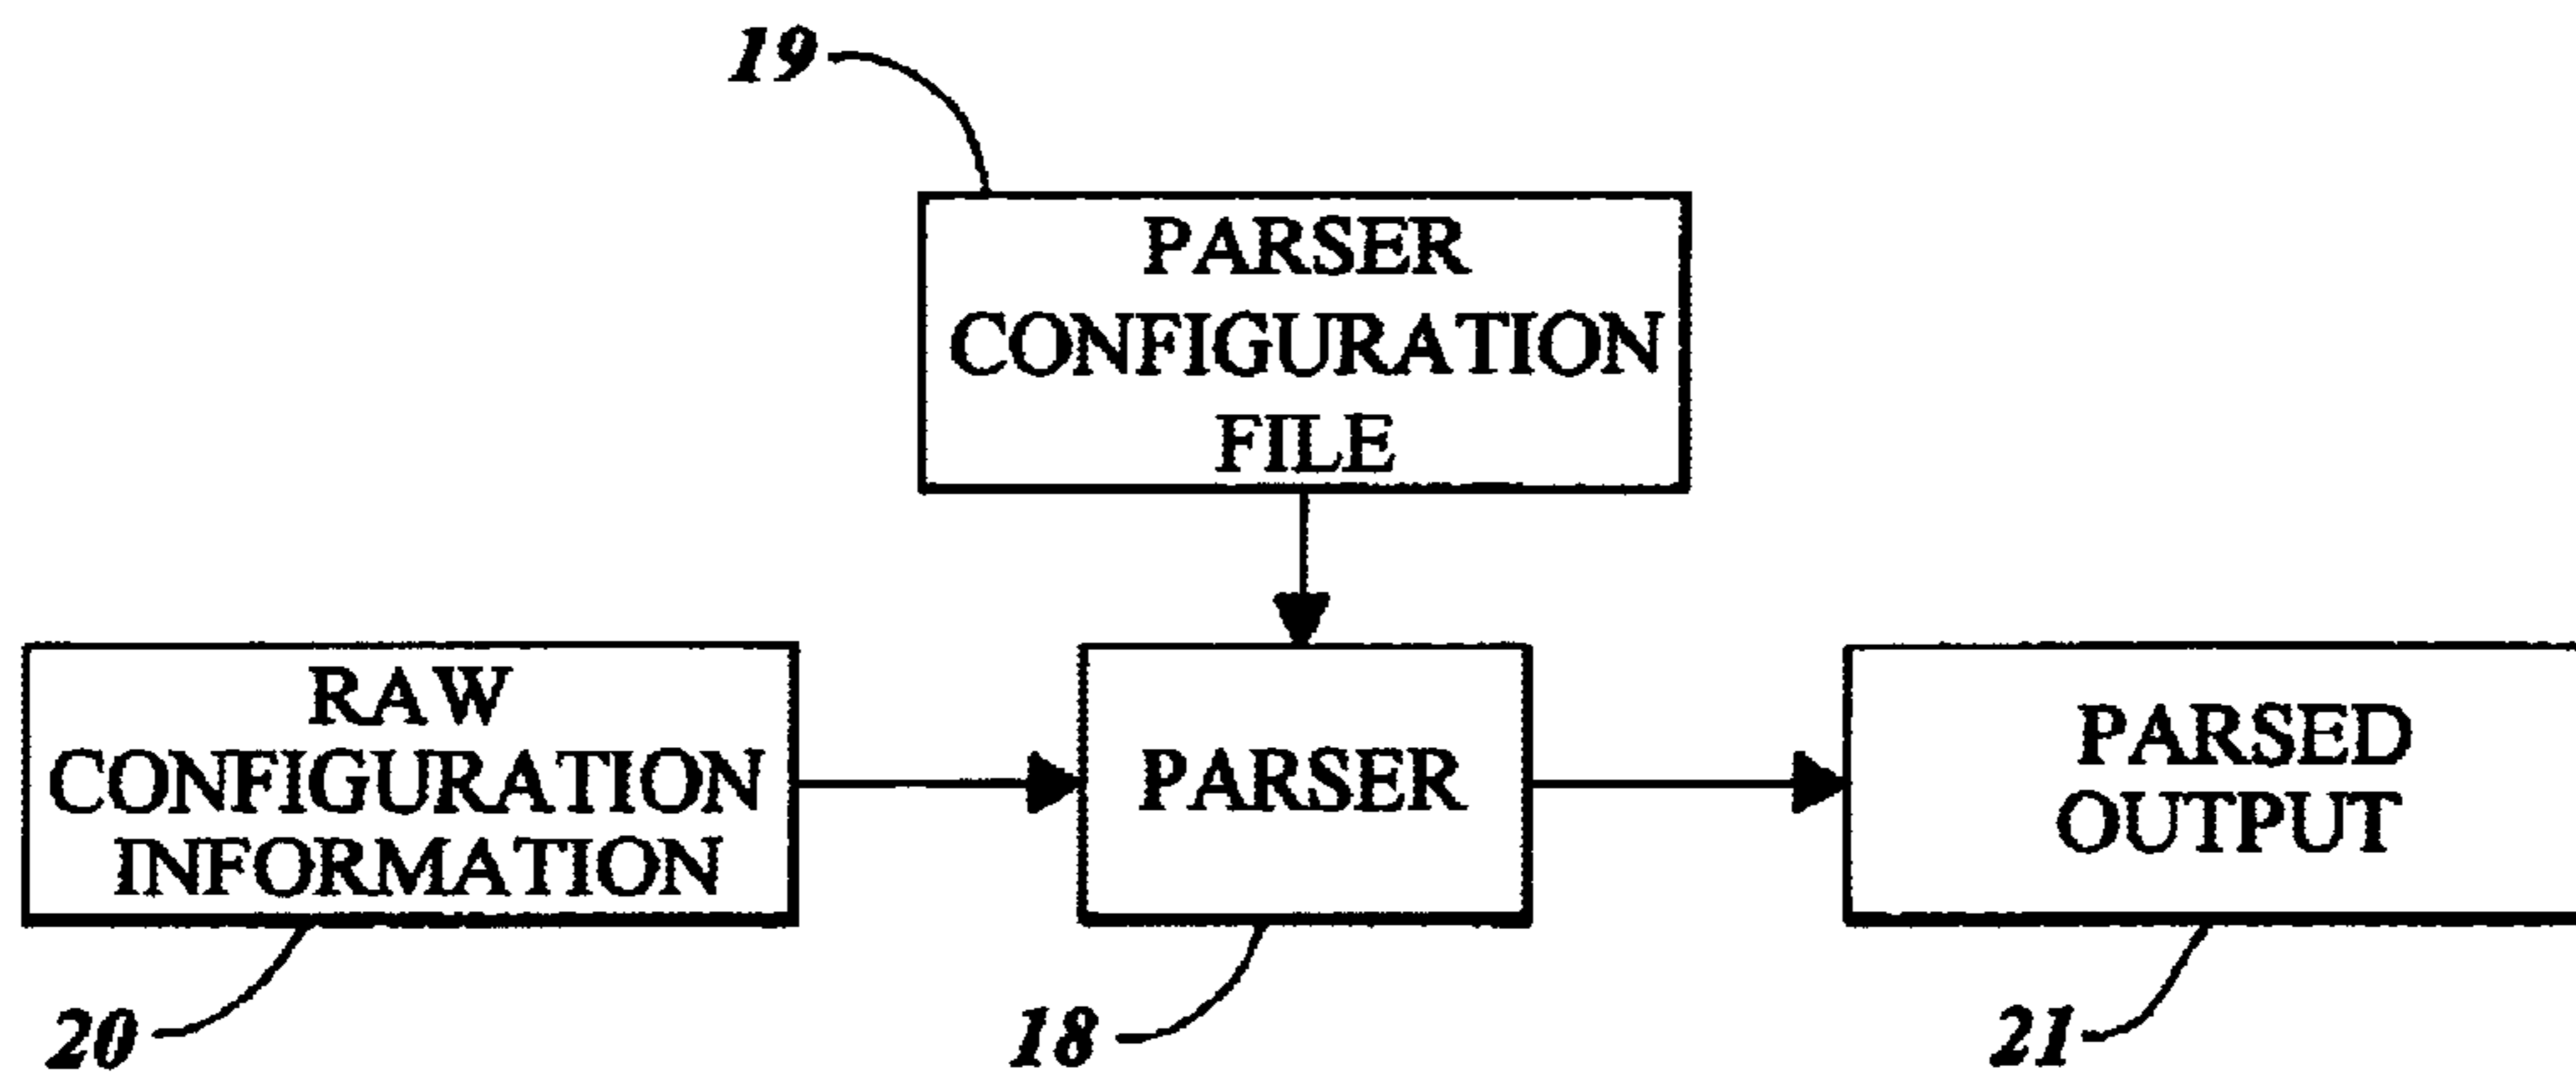 19
PARSER
CONFIGURATION
FILE
RAW
CONFIGURATION
INFORMATION
PARSER
PARSED
OUTPUT
20
18
21